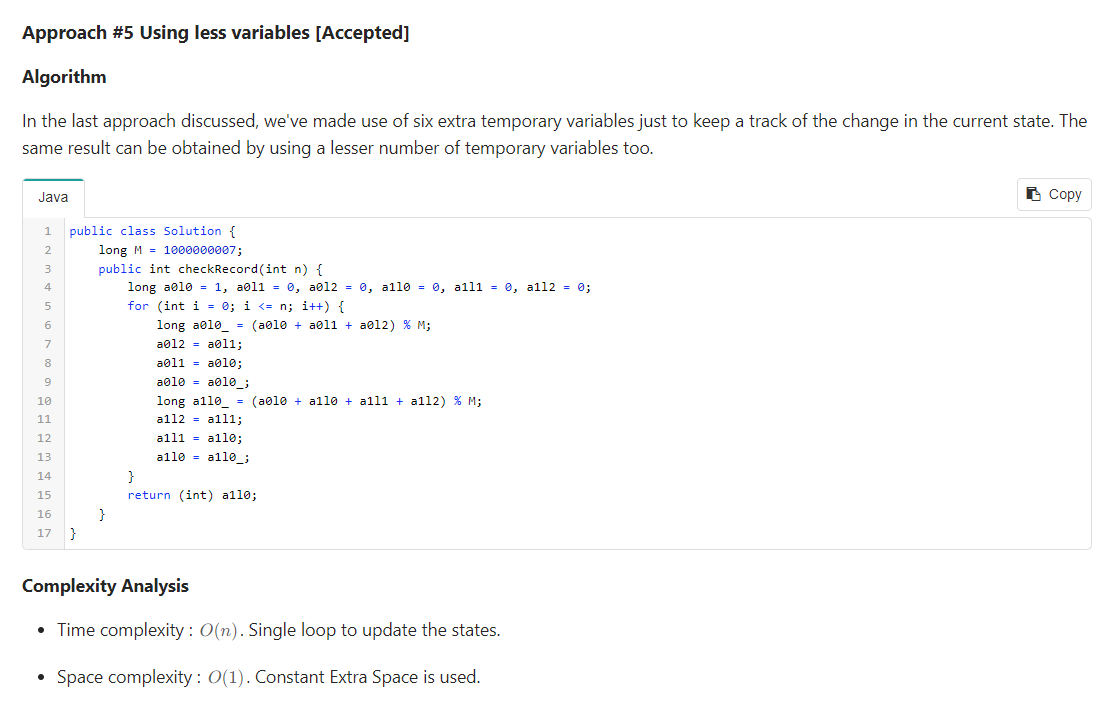 Approach #5 Using less variables [Accepted]
Algorithm
In the last approach discussed, we've made use of six extra temporary variables just to keep a track of the change in the current state. The
same result can be obtained by using a lesser number of temporary variables too.
Java
Copy
1 public class Solution {
2     long M = 1000000007;
3     public int checkRecord(int n) {
4         long a0l0 = 1, a0l1 = 0, a0l2 = 0, a1l0 = 0, a1l1 = 0, a1l2 = 0;
5         for (int i = 0; i <= n; i++) {
6             long a0l0_ = (a0l0 + a0l1 + a0l2) % M;
7             a0l2 = a0l1;
8             a0l1 = a0l0;
9             a0l0 = a0l0_;
10             long a1l0_ = (a0l0 + a1l0 + a1l1 + a1l2) % M;
11             a1l2 = a1l1;
12             a1l1 = a1l0;
13             a1l0 = a1l0_;
14         }
15         return (int) a1l0;
16     }
17 }
Complexity Analysis
• Time complexity : O(n). Single loop to update the states.
• Space complexity : O(1). Constant Extra Space is used.